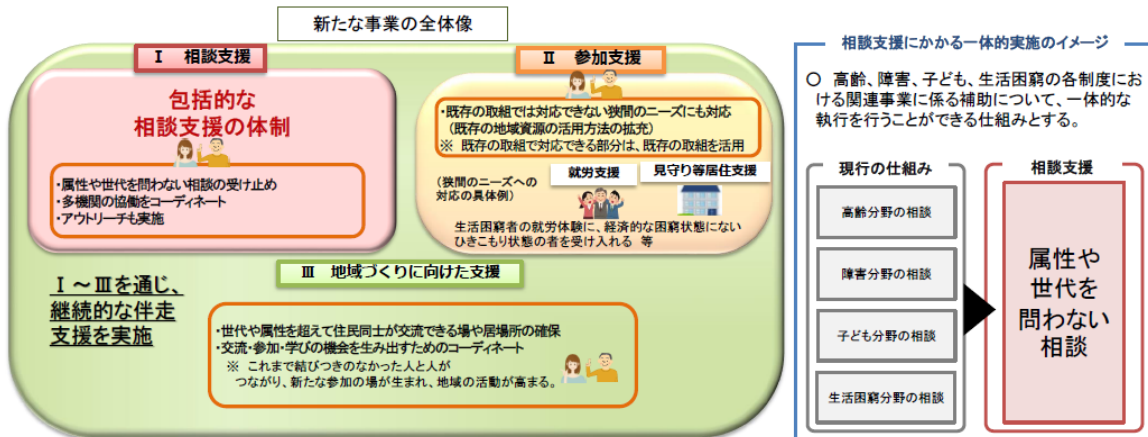 新たな事業の全体像
Ⅰ 相談支援
包括的な
相談支援の体制
・属性や世代を問わない相談の受け止め
・多機関の協働をコーディネート
・アウトリーチも実施
Ⅱ 参加支援
・既存の取組では対応できない狭間のニーズにも対応
(既存の地域資源の活用方法の拡充)
※ 既存の取組で対応できる部分は、既存の取組を活用
(狭間のニーズへの
対応の具体例)
就労支援
見守り等居住支援
生活困窮者の就労体験に、経済的な困窮状態にない
ひきこもり状態の者を受け入れる 等
Ⅰ～Ⅲを通じ、
継続的な伴走
支援を実施
Ⅲ 地域づくりに向けた支援
・世代や属性を超えて住民同士が交流できる場や居場所の確保
・交流・参加・学びの機会を生み出すためのコーディネート
※ これまで結びつきのなかった人と人が
つながり、新たな参加の場が生まれ、地域の活動が高まる。
相談支援にかかる一体的実施のイメージ
○ 高齢、障害、子ども、生活困窮の各制度にお
ける関連事業に係る補助について、一体的な
執行を行うことができる仕組みとする。
現行の仕組み
高齢分野の相談
障害分野の相談
子ども分野の相談
生活困窮分野の相談
相談支援
属性や
世代を
問わない
相談